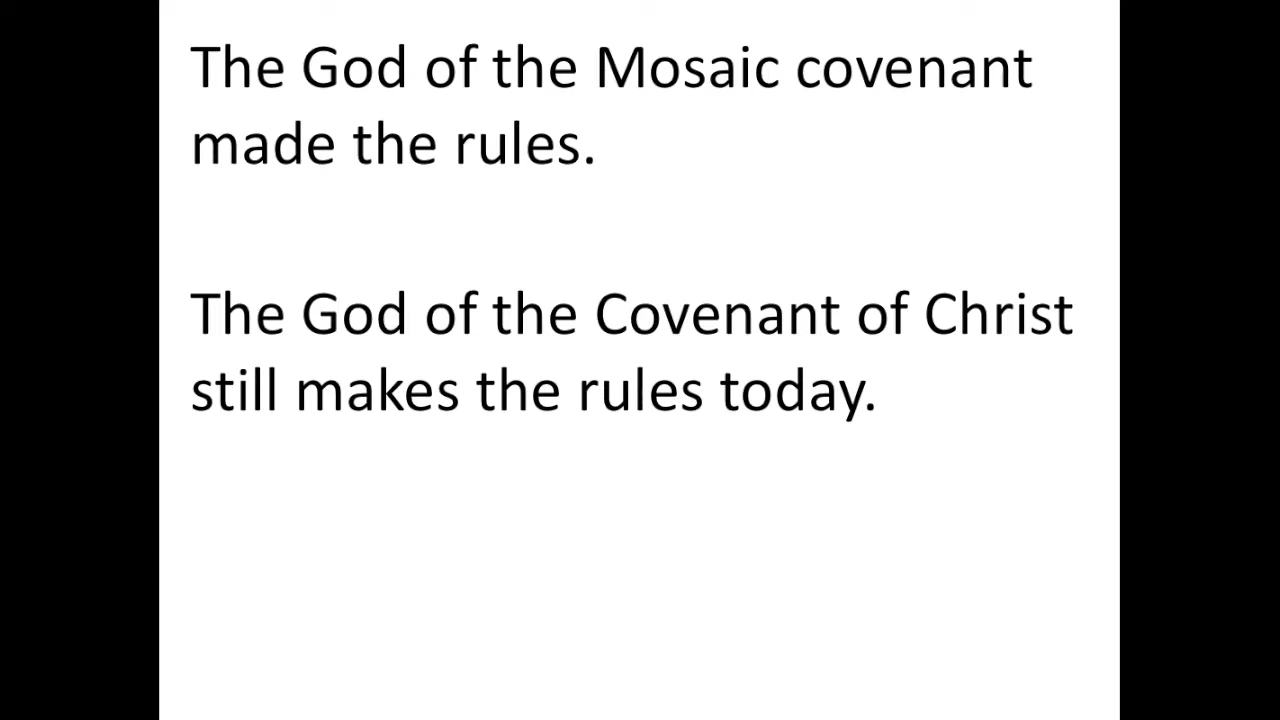 The God of the Mosaic covenant
made the rules.
The God of the Covenant of Christ
still makes the rules today.